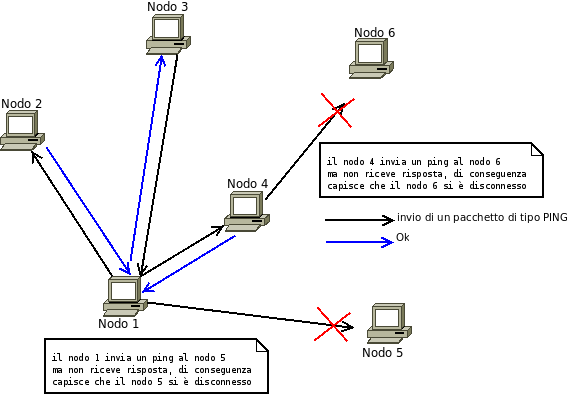 Nodo 3
Nodo 6
Nodo 2
il nodo 4 invia un ping al nodo 6
ma non riceve risposta, di conseguenza
capisce che il nodo 6 si è disconnesso
Nodo 4
invio di un pacchetto di tipo PING
Ok
Nodo 1
Nodo 5
il nodo 1 invia un ping al nodo 5
ma non riceve risposta, di conseguenza
capisce che il nodo 5 si è disconnesso